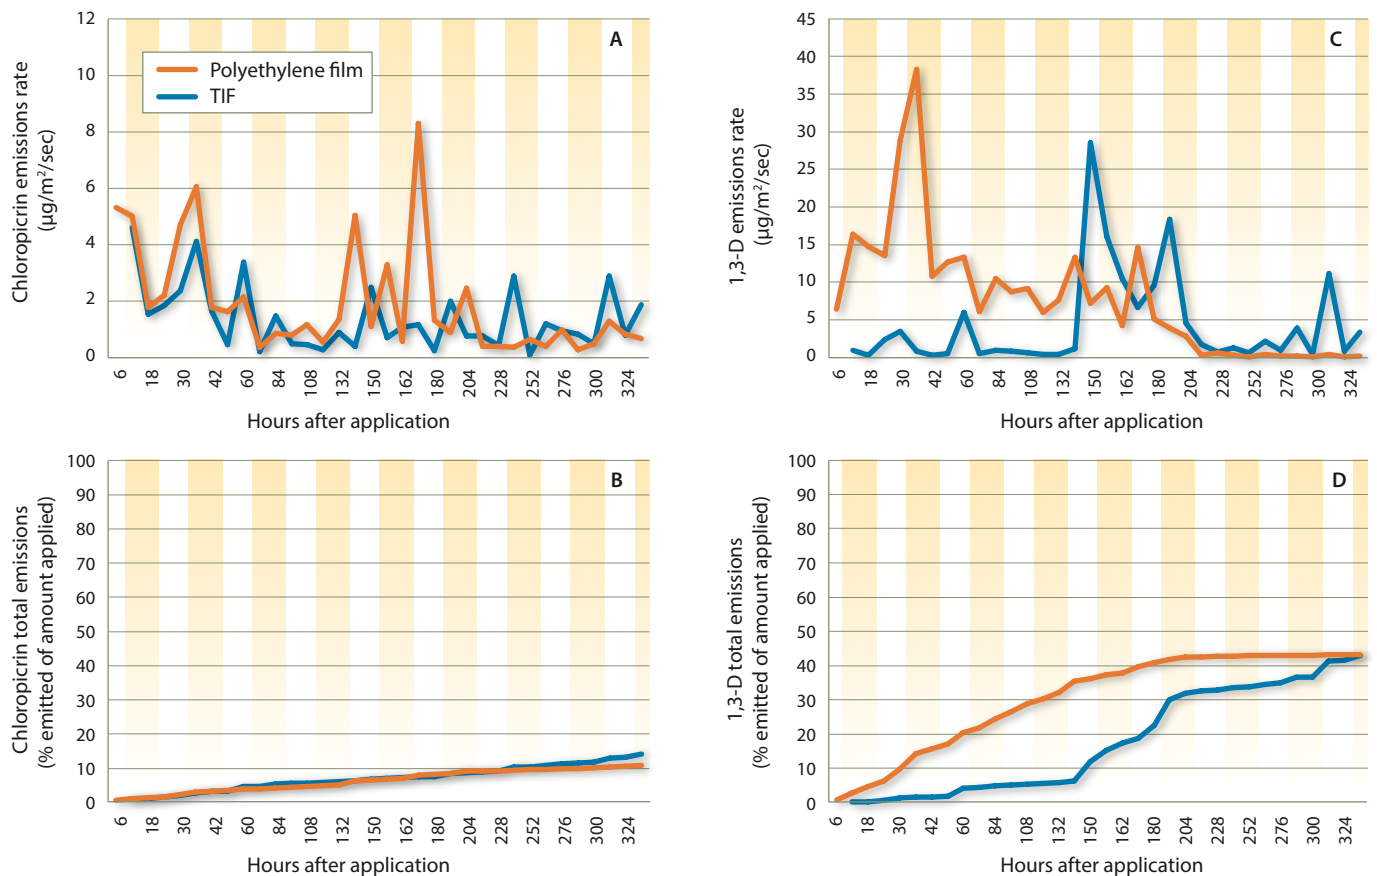 A
Chloropicrin emissions rate
(µg/m²/sec)
12
10
8
6
4
2
0
Polyethylene film
TIF
6 18 30 42 60 84 108 132 150 162 180 204 228 252 276 300 324
Hours after application
C
1,3-D emissions rate
(µg/m²/sec)
45
40
35
30
25
20
15
10
5
0
6 18 30 42 60 84 108 132 150 162 180 204 228 252 276 300 324
Hours after application
B
Chloropicrin total emissions
(% emitted of amount applied)
100
90
80
70
60
50
40
30
20
10
0
6 18 30 42 60 84 108 132 150 162 180 204 228 252 276 300 324
Hours after application
D
1,3-D total emissions
(% emitted of amount applied)
100
90
80
70
60
50
40
30
20
10
0
6 18 30 42 60 84 108 132 150 162 180 204 228 252 276 300 324
Hours after application